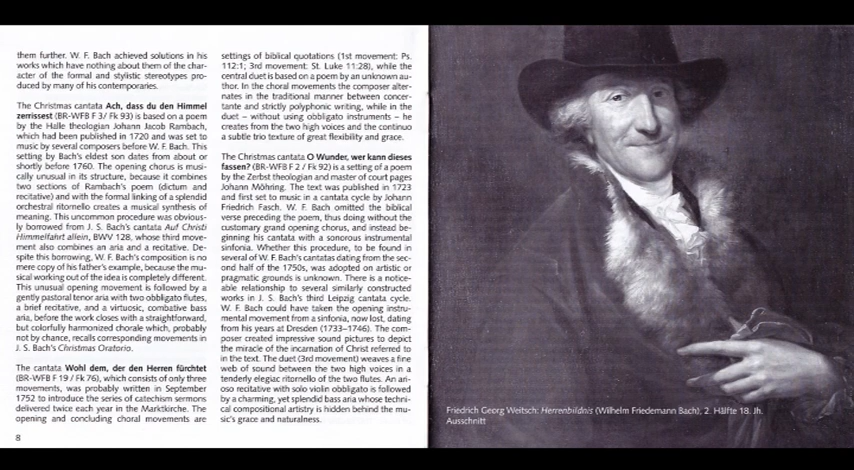 them further. W. F. Bach achieved solutions in his
works which have nothing about them of the char-
acter of the formal and stylistic stereotypes pro-
duced by many of his contemporaries.
The Christmas cantata Ach, dass du den Himmel
zerrissest (BR-WFB F 3/ Fk 93) is based on a poem
by the Halle theologian Johann Jacob Rambach,
which had been published in 1720 and was set to
music by several composers before W. F. Bach. This
setting by Bach's eldest son dates from about or
shortly before 1760. The opening chorus is musi-
cally unusual in its structure, because it combines
two sections of Rambach's poem (dictum and
recitative) and with the formal linking of a splendid
orchestral ritornello creates a musical synthesis of
meaning. This uncommon procedure was obvious-
ly borrowed from J. S. Bach's cantata Auf Christi
Himmelfahrt allein, BWV 128, whose third move-
ment also combines an aria and a recitative. De-
spite this borrowing, W. F. Bach's composition is no
mere copy of his father's example, because the mu-
sical working out of the idea is completely different.
This unusual opening movement is followed by a
gently pastoral tenor aria with two obbligato flutes,
a brief recitative, and a virtuosic, combative bass
aria, before the work closes with a straightforward,
but colorfully harmonized chorale which, probably
not by chance, recalls corresponding movements in
J. S. Bach's Christmas Oratorio.
The cantata Wohl dem, der den Herren fürchtet
(BR-WFB F 19 / Fk 76), which consists of only three
movements, was probably written in September
1752 to introduce the series of catechism sermons
delivered twice each year in the Marktkirche. The
opening and concluding choral movements are
8
settings of biblical quotations (1st movement: Ps.
112:1; 3rd movement: St. Luke 11:28), while the
central duet is based on a poem by an unknown au-
thor. In the choral movements the composer alter-
nates in the traditional manner between concer-
tante and strictly polyphonic writing, while in the
duet – without using obligato instruments – he
creates from the two high voices and the continuo
a subtle trio texture of great flexibility and grace.
The Christmas cantata O Wunder, wer kann dieses
fassen? (BR-WFB F 2 / Fk 92) is a setting of a poem
by the Zerbst theologian and master of court pages
Johann Möhring. The text was published in 1723
and first set to music in a cantata cycle by Johann
Friedrich Fasch. W. F. Bach omitted the biblical
verse preceding the poem, thus doing without the
customary grand opening chorus, and instead be-
ginning his cantata with a sonorous instrumental
sinfonia. Whether this procedure, to be found in
several of W. F. Bach's cantatas dating from the sec-
ond half of the 1750s, was adopted on artistic or
pragmatic grounds is unknown. There is a notice-
able relationship to several similarly constructed
works in J. S. Bach's third Leipzig cantata cycle.
W. F. Bach could have taken the opening instru-
mental movement from a sinfonia, now lost, dating
from his years at Dresden (1733–1746). The com-
poser created impressive sound pictures to depict
the miracle of the incarnation of Christ referred to
in the text. The duet (3rd movement) weaves a fine
web of sound between the two high voices in a
tenderly elegiac ritornello of the two flutes. An ari-
oso recitative with solo violin obbligato is followed
by a charming, yet splendid bass aria whose techni-
cal compositional artistry is hidden behind the mu-
sic's grace and naturalness.
Friedrich Georg Weitsch: Herrenbildnis (Wilhelm Friedemann Bach), 2. Hälfte 18. Jh.
Ausschnitt